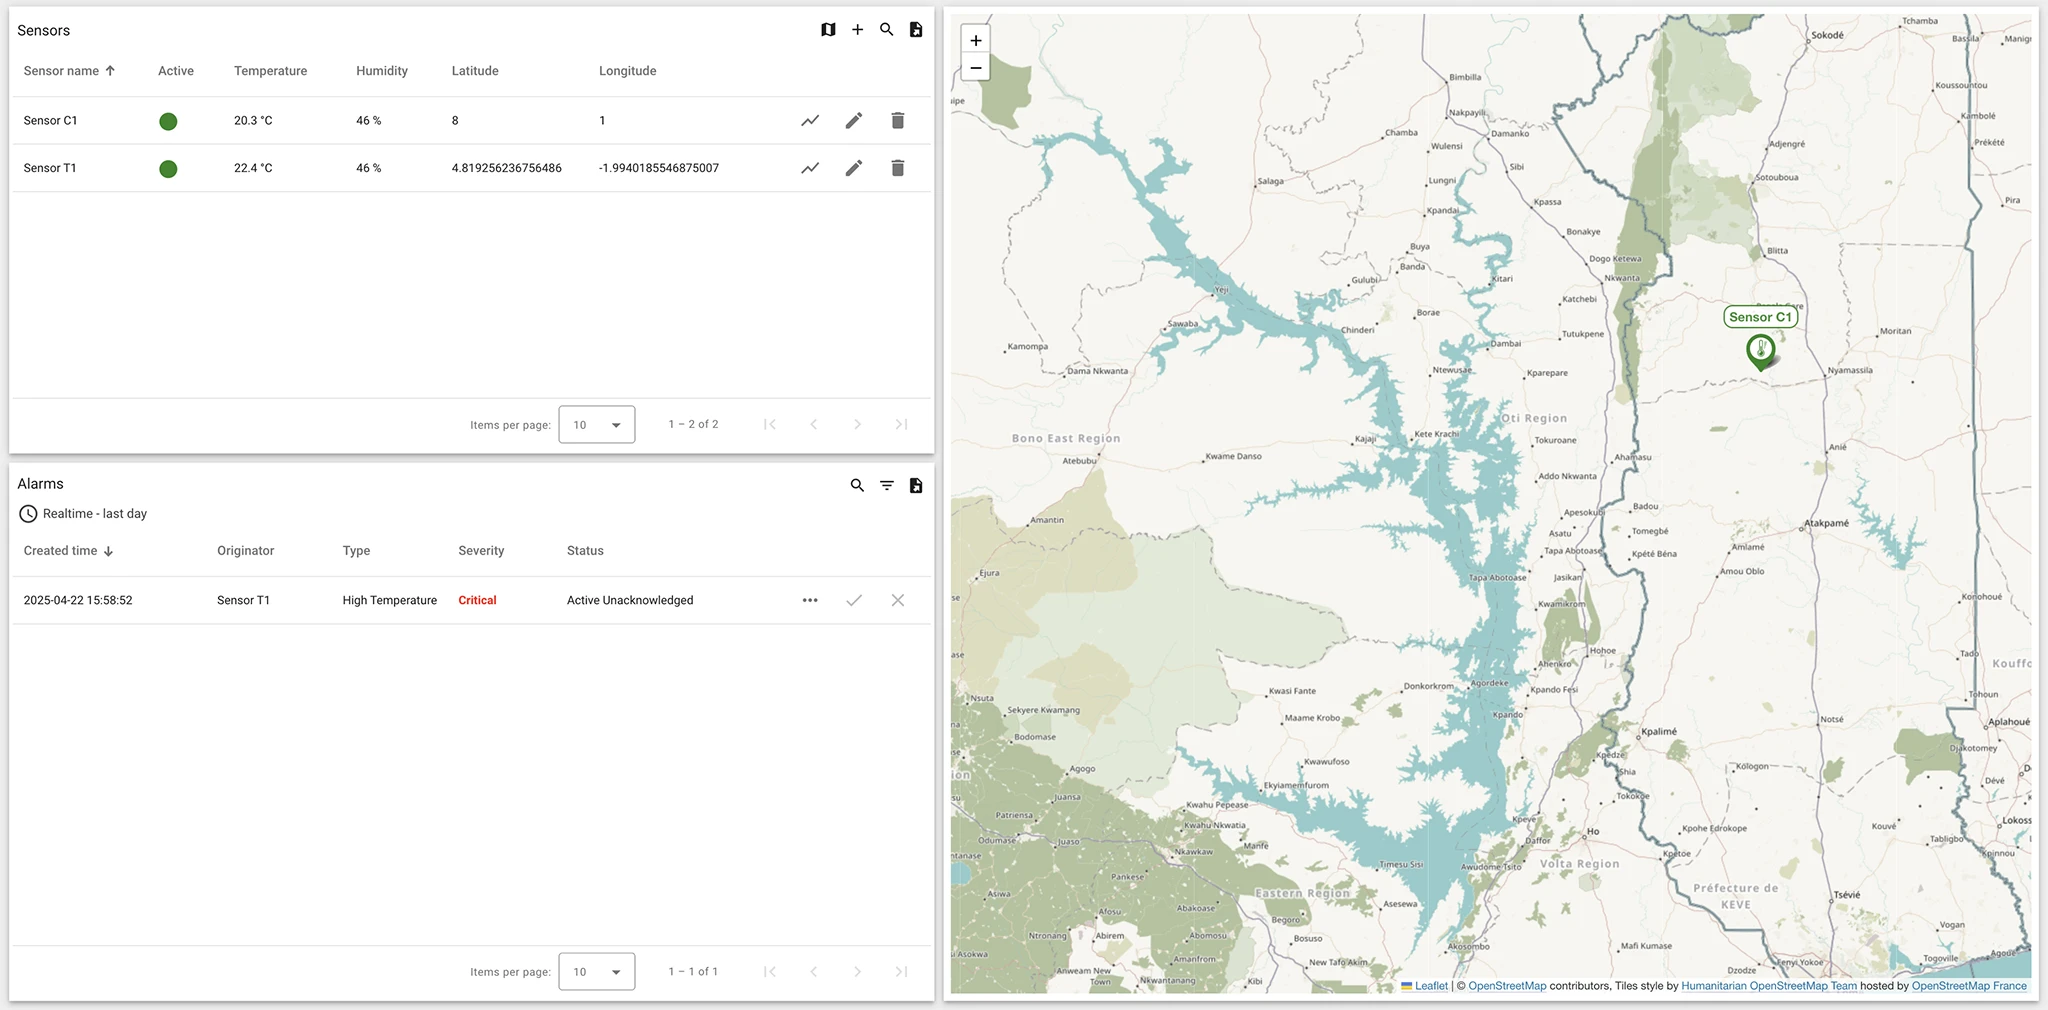 Sensors
Sensor name Active Temperature Humidity Latitude Longitude
Sensor C1 20.3 °C 46 % 8 1
Sensor T1 22.4 °C 46 % 4.819256236756486 -1.9940185546875007
Items per page: 10 1 – 2 of 2
Alarms
Realtime - last day
Created time Originator Type Severity Status
2025-04-22 15:58:52 Sensor T1 High Temperature Critical Active Unacknowledged
Items per page: 10 1 – 1 of 1
+
−
Tchamba
Sokodé
Bassila
Manigr
Bimbilla
Koussountou
Nakpayili
Kambolé
Chamba
Damanko
Adjengré
Prékété
Wulensi
Sibi
Salaga
Lungni
Sotouboua
Kpassa
Pira
Kpandai
Bonakye
Buya
Blitta
Banda
Dogo Ketewa
Gulubi
Kitari
Nkwanta
Yeji
Katchebi
Borae
Sensor C1
Sawaba
Chinderi
Tutukpene
Moritan
Kamompa
Dambai
Dama Nkwanta
Ntewusae
Kparepare
Nyamassila
Oti Region
Bono East Region
Kajaji
Kete Krachi
Tokuroane
Anié
Atebubu
Kwame Danso
Ahamasu
Addo Nkwanta
Badou
Amantin
Apesokubi
Atakpamé
Asatu
Tomegbé
Tapa Abotoase
Kpété Béna
Amlamé
Ejura
Tapa Abotoase
Jasikan
Amou Oblo
Kwamikrom
Konohoué
Hohoe
Tado
Ahenkro
Kouffo
Agordeke
Donkorkrom
Kwasi Fante
Kpando Fesi
Nsuta
Tohoun
Sekyere Kwamang
Maame Krobo
Kpando
Notsé
Aplahoué
Bodomase
Kpalimé
Djakotomey
Kpedze
Kwawufoso
Agogo
Shia
Kologon
Dévé
Ekyiamemfurom
Juansa
Kwahu Pepease
Tokokoe
Patriensa
Kpeve
Kwahu Nkwatia
Kpohe Edrokope
Kouvé
Lokoss
Odumase
Juaso
Marfe
Daffor
Ho
Tabligbo
Nkawkaw
Kpetoe
Kpinnou
Timesu Sisi
Awudome Tsito
Volta Region
Pankese
Asiwa
Eastern Region
Préfecture de
KEVE
Tsévié
Abakoase
Asesewa
Afosu
Begoro
Vogan
Ntronang
Abirem
Abomosu
Bosuso
Akosombo
Mafi Kumase
Asokwa
Amanfrom
New Tafo Akim
Dzodze
Fenyi Yokoe
Togoville
Agoué
Anweam New
Town
Nkwantanang
Kibi
Leaflet | © OpenStreetMap contributors, Tiles style by Humanitarian OpenStreetMap Team hosted by OpenStreetMap France